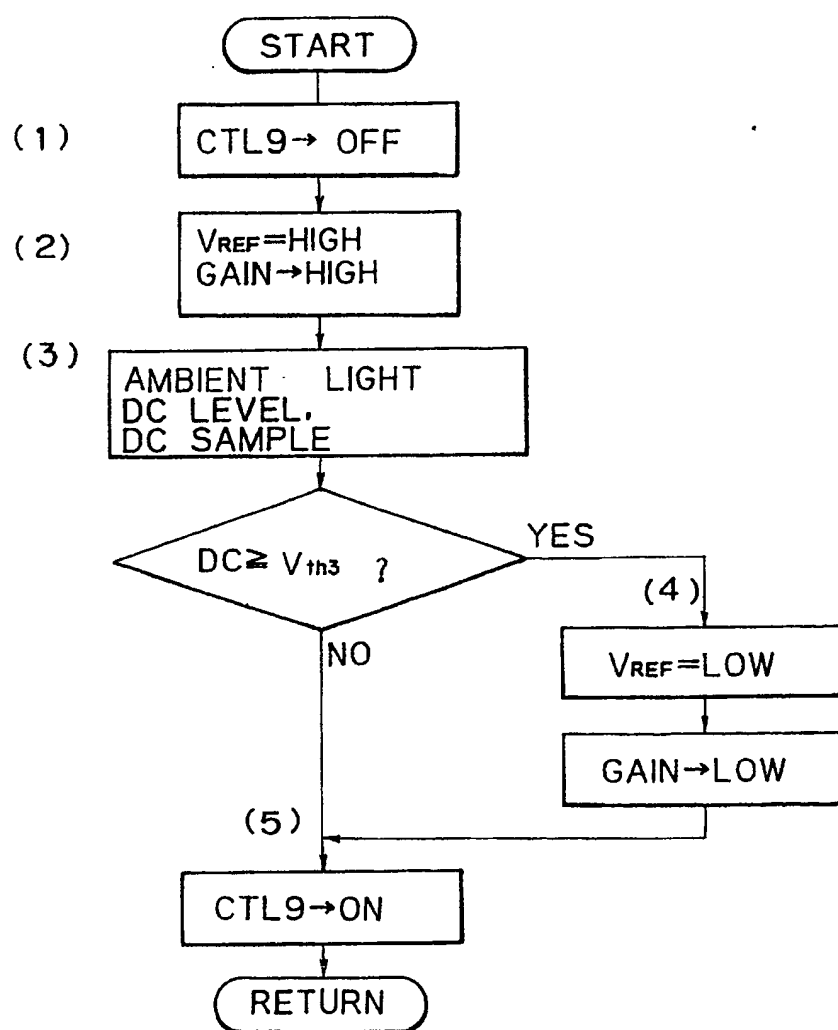 START
(1)
CTL9→ OFF
(2)
VREF=HIGH
GAIN→HIGH
(3)
AMBIENT LIGHT
DC LEVEL.
DC SAMPLE
DC≧ Vth3 ?
YES
NO
(4)
VREF=LOW
GAIN→LOW
(5)
CTL9→ON
RETURN